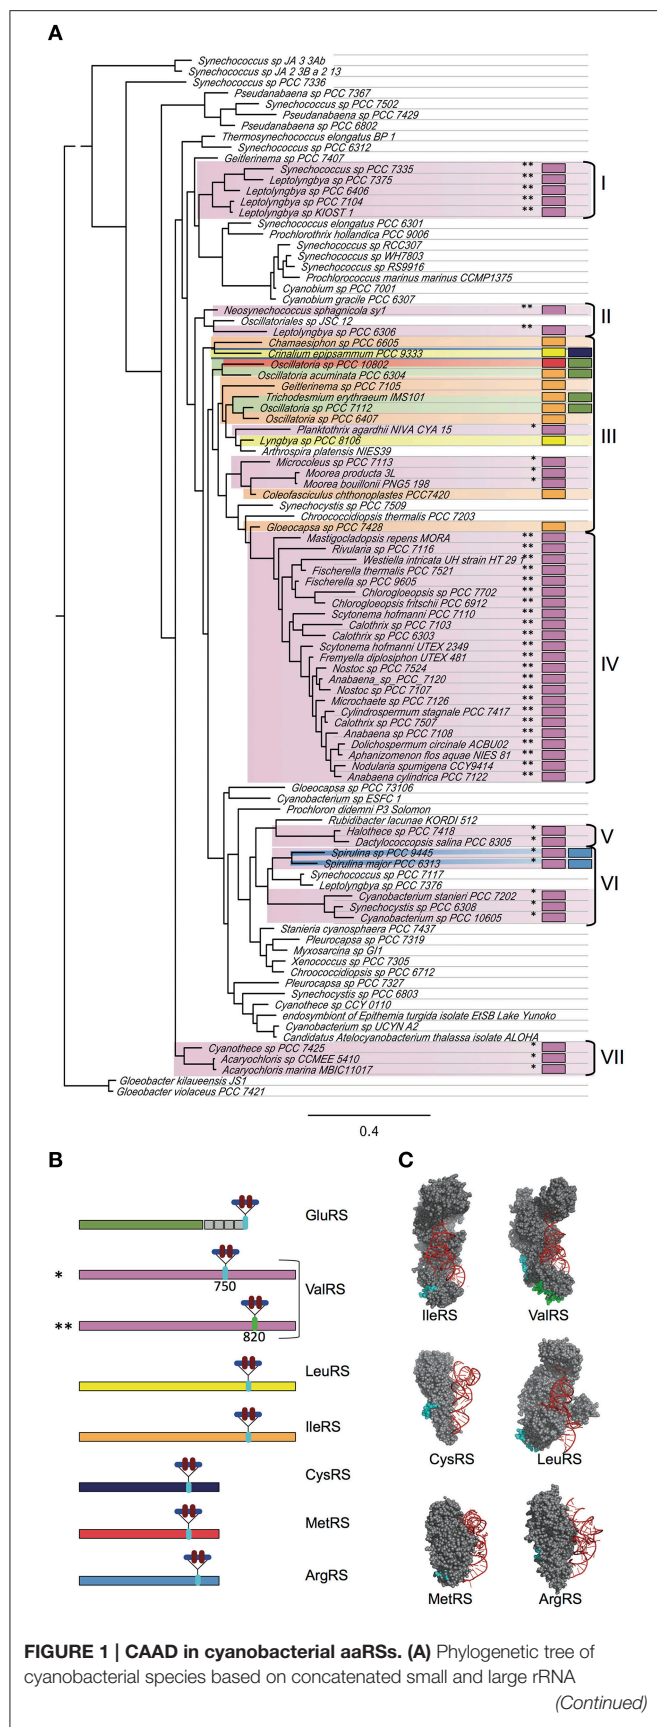 A
Synechococcus sp JA 3 3Ab
Synechococcus sp JA 2 3B a 2 13
Synechococcus sp PCC 7336
Pseudanabaena sp PCC 7367
Synechococcus sp PCC 7502
Pseudanabaena sp PCC 7429
Pseudanabaena sp PCC 6802
Thermosynechococcus elongatus BP 1
Synechococcus sp PCC 6312
Geitlerinema sp PCC 7407
Synechococcus sp PCC 7335 **
Leptolyngbya sp PCC 7375 **
Leptolyngbya sp PCC 6406 ** I
Leptolyngbya sp PCC 7104 **
Leptolyngbya sp KIOST 1 **
Synechococcus elongatus PCC 6301
Prochlorothrix hollandica PCC 9006
Synechococcus sp RCC307
Synechococcus sp WH7803
Synechococcus sp RS9916
Prochlorococcus marinus marinus CCMP1375
Cyanobium sp PCC 7001
Cyanobium gracile PCC 6307
Neosynechococcus sphagnicola sy1 **
Oscillatoriales sp JSC 12 II
Leptolyngbya sp PCC 6306 **
Chamaesiphon sp PCC 6605
Crinalium epipsammum PCC 9333
Oscillatoria sp PCC 10802
Oscillatoria acuminata PCC 6304
Geitlerinema sp PCC 7105
Trichodesmium erythraeum IMS101
Oscillatoria sp PCC 7112
Oscillatoria sp PCC 6407
Planktothrix agardhii NIVA CYA 15 *
Lyngbya sp PCC 8106 III
Arthrospira platensis NIES39
Microcoleus sp PCC 7113 *
Moorea producta 3L *
Moorea bouillonii PNG5 198 *
Coleofasciculus chthonoplastes PCC7420
Synechocystis sp PCC 7509
Chroococcidiopsis thermalis PCC 7203
Gloeocapsa sp PCC 7428
Mastigocladopsis repens MORA **
Rivularia sp PCC 7116 **
Westiella intricata UH strain HT 29 1 **
Fischerella thermalis PCC 7521 **
Fischerella sp PCC 9605 **
Chlorogloeopsis sp PCC 7702 **
Chlorogloeopsis fritschii PCC 6912 **
Scytonema hofmanni PCC 7110 **
Calothrix sp PCC 7103 **
Calothrix sp PCC 6303 **
Scytonema hofmanni UTEX 2349 **
Fremyella diplosiphon UTEX 481 **
Nostoc sp PCC 7524 ** IV
Anabaena_sp_PCC_7120 **
Nostoc sp PCC 7107 **
Microchaete sp PCC 7126 **
Cylindrospermum stagnale PCC 7417 **
Calothrix sp PCC 7507 **
Anabaena sp PCC 7108 **
Dolichospermum circinale ACBU02 **
Aphanizomenon flos aquae NIES 81 **
Nodularia spumigena CCY9414 **
Anabaena cylindrica PCC 7122 **
Gloeocapsa sp PCC 73106
Cyanobacterium sp ESFC 1
Prochloron didemni P3 Solomon
Rubidibacter lacunae KORDI 512
Halothece sp PCC 7418 * V
Dactylococcopsis salina PCC 8305 *
Spirulina sp PCC 9445 *
Spirulina major PCC 6313 *
Synechococcus sp PCC 7117 VI
Leptolyngbya sp PCC 7376
Cyanobacterium stanieri PCC 7202 *
Synechocystis sp PCC 6308 *
Cyanobacterium sp PCC 10605 *
Stanieria cyanosphaera PCC 7437
Pleurocapsa sp PCC 7319
Myxosarcina sp GI1
Xenococcus sp PCC 7305
Chroococcidiopsis sp PCC 6712
Pleurocapsa sp PCC 7327
Synechocystis sp PCC 6803
Cyanothece sp CCY 0110
endosymbiont of Epithemia turgida isolate EISB Lake Yunoko
Cyanobacterium sp UCYN A2
Candidatus Atelocyanobacterium thalassa isolate ALOHA
Cyanothece sp PCC 7425 *
Acaryochloris sp CCMEE 5410 * VII
Acaryochloris marina MBIC11017 *
Gloeobacter kilaueensis JS1
Gloeobacter violaceus PCC 7421
0.4
B
GluRS
*
750
ValRS
**
820
LeuRS
IleRS
CysRS
MetRS
ArgRS
C
IleRS ValRS
CysRS LeuRS
MetRS ArgRS
FIGURE 1 | CAAD in cyanobacterial aaRSs. (A) Phylogenetic tree of
cyanobacterial species based on concatenated small and large rRNA
(Continued)